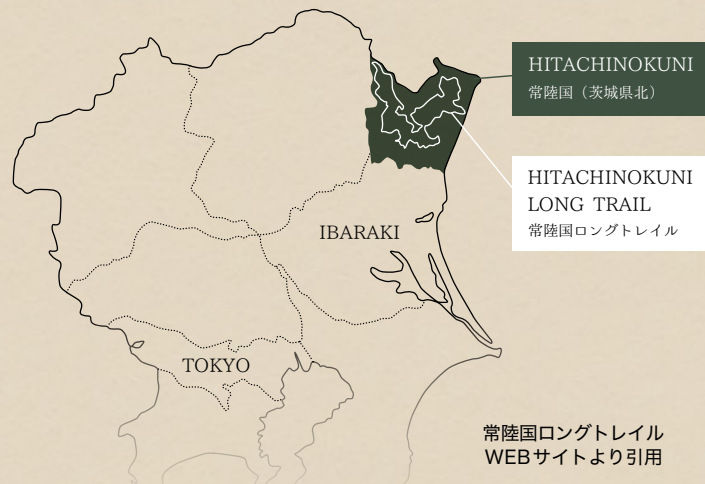 HITACHINOKUNI
常陸国（茨城県北）
HITACHINOKUNI
LONG TRAIL
常陸国ロングトレイル
IBARAKI
TOKYO
常陸国ロングトレイル
WEBサイトより引用